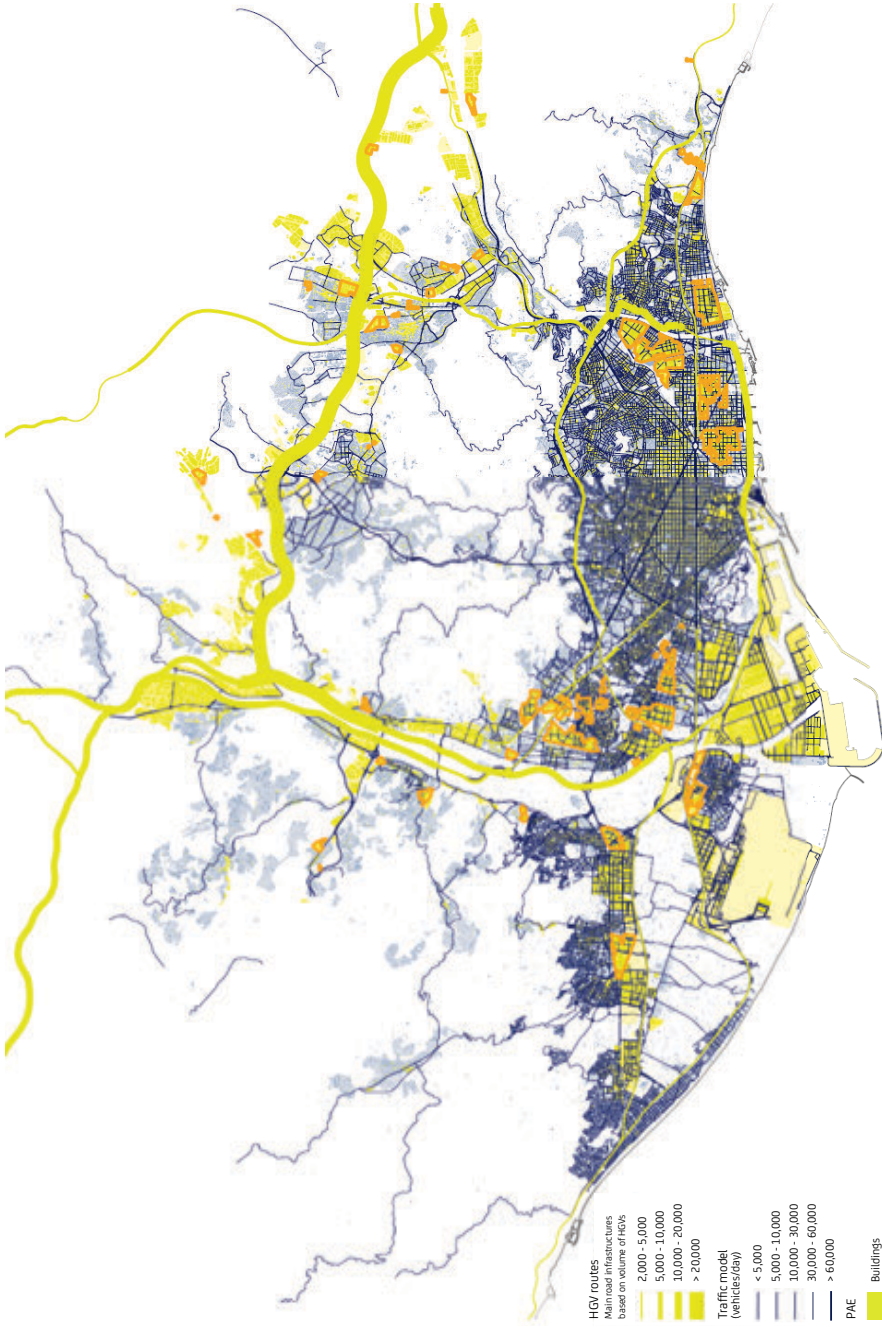 HGV routes
Main road infrastructures
based on volume of HGVs
2,000 - 5,000
5,000 - 10,000
10,000 - 20,000
> 20,000
Traffic model
(vehicles/day)
< 5,000
5,000 - 10,000
10,000 - 30,000
30,000 - 60,000
> 60,000
PAE
Buildings